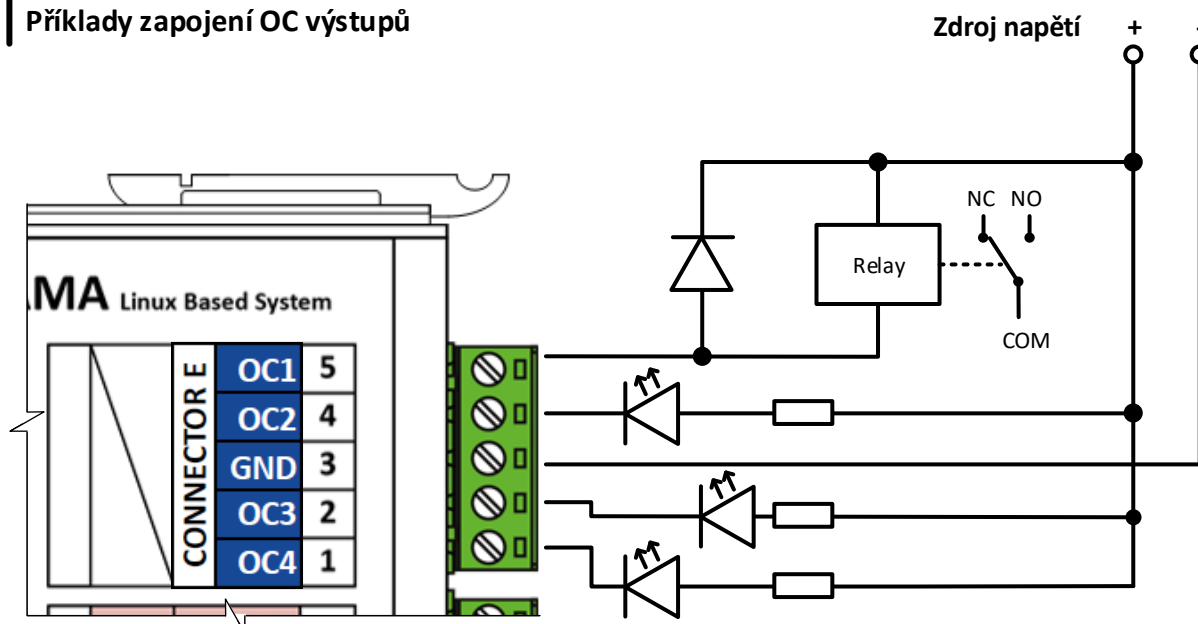 Příklady zapojení OC výstupů
Zdroj napětí + -
NC NO
Relay
COM
MA Linux Based System
CONNECTOR E
OC1 5
OC2 4
GND 3
OC3 2
OC4 1